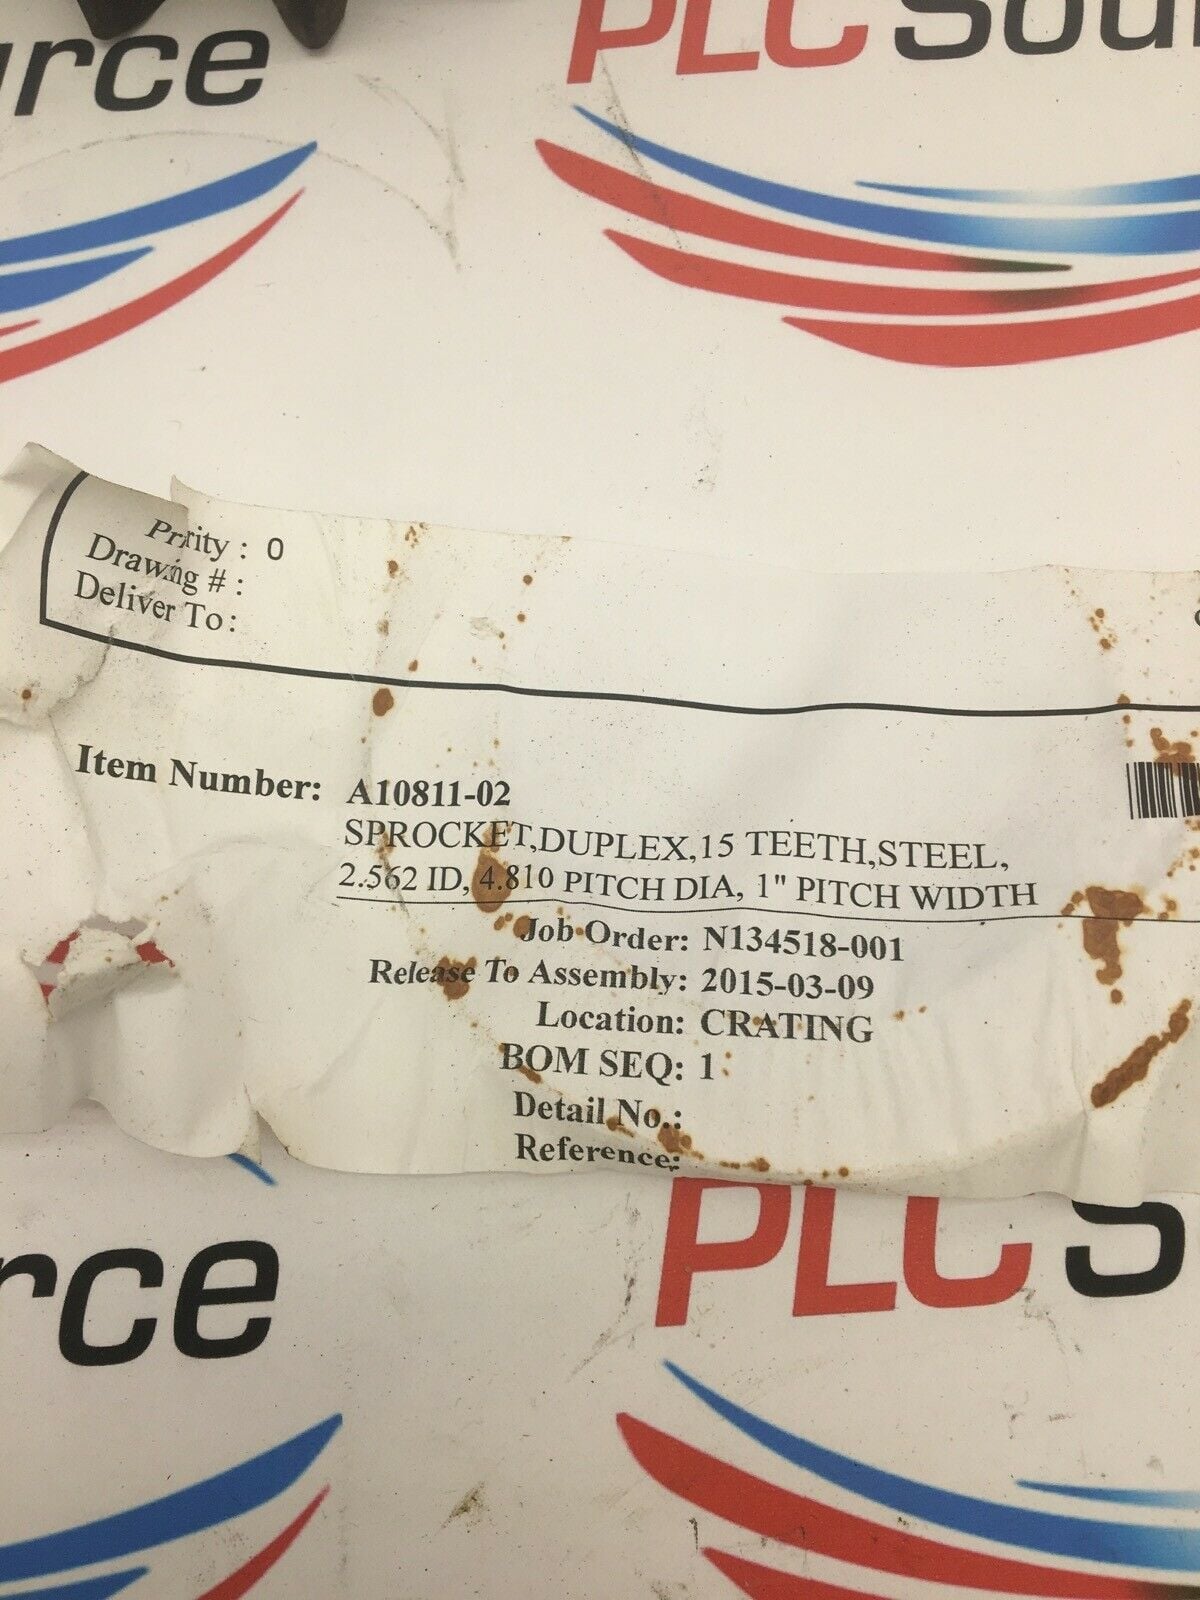 urce
PLC Sour
Priority : 0
Drawing # :
Deliver To :
Item Number: A10811-02
SPROCKET,DUPLEX,15 TEETH,STEEL,
2.562 ID, 4.810 PITCH DIA, 1" PITCH WIDTH
Job Order: N134518-001
Release To Assembly: 2015-03-09
Location: CRATING
BOM SEQ: 1
Detail No.:
Reference:
rce
PLC S